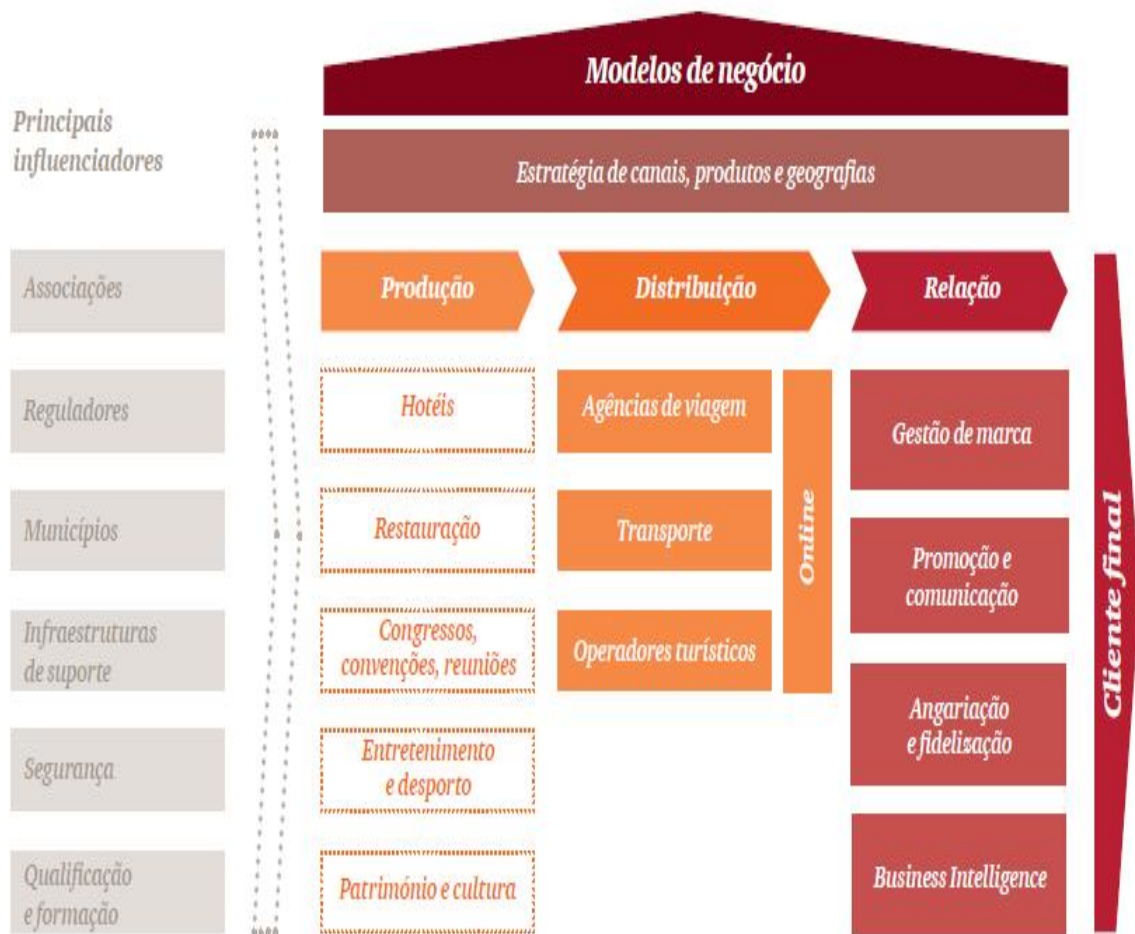 Modelos de negócio
Estratégia de canais, produtos e geografias
Principais
influenciadores
Associações
Reguladores
Municípios
Infraestruturas
de suporte
Segurança
Qualificação
e formação
Produção
Hotéis
Restauração
Congressos,
convenções, reuniões
Entretenimento
e desporto
Património e cultura
Distribuição
Agências de viagem
Transporte
Operadores turísticos
Online
Relação
Gestão de marca
Promoção e
comunicação
Angariação
e fidelização
Business Intelligence
Cliente final